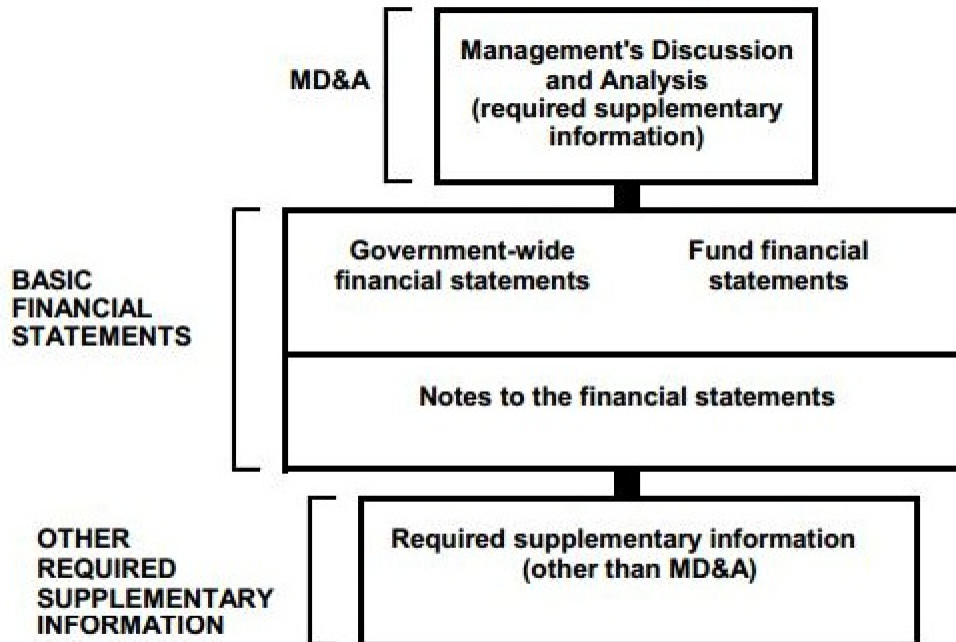 MD&A
Management's Discussion
and Analysis
(required supplementary
information)
BASIC
FINANCIAL
STATEMENTS
Government-wide
financial statements
Fund financial
statements
Notes to the financial statements
OTHER
REQUIRED
SUPPLEMENTARY
INFORMATION
Required supplementary information
(other than MD&A)